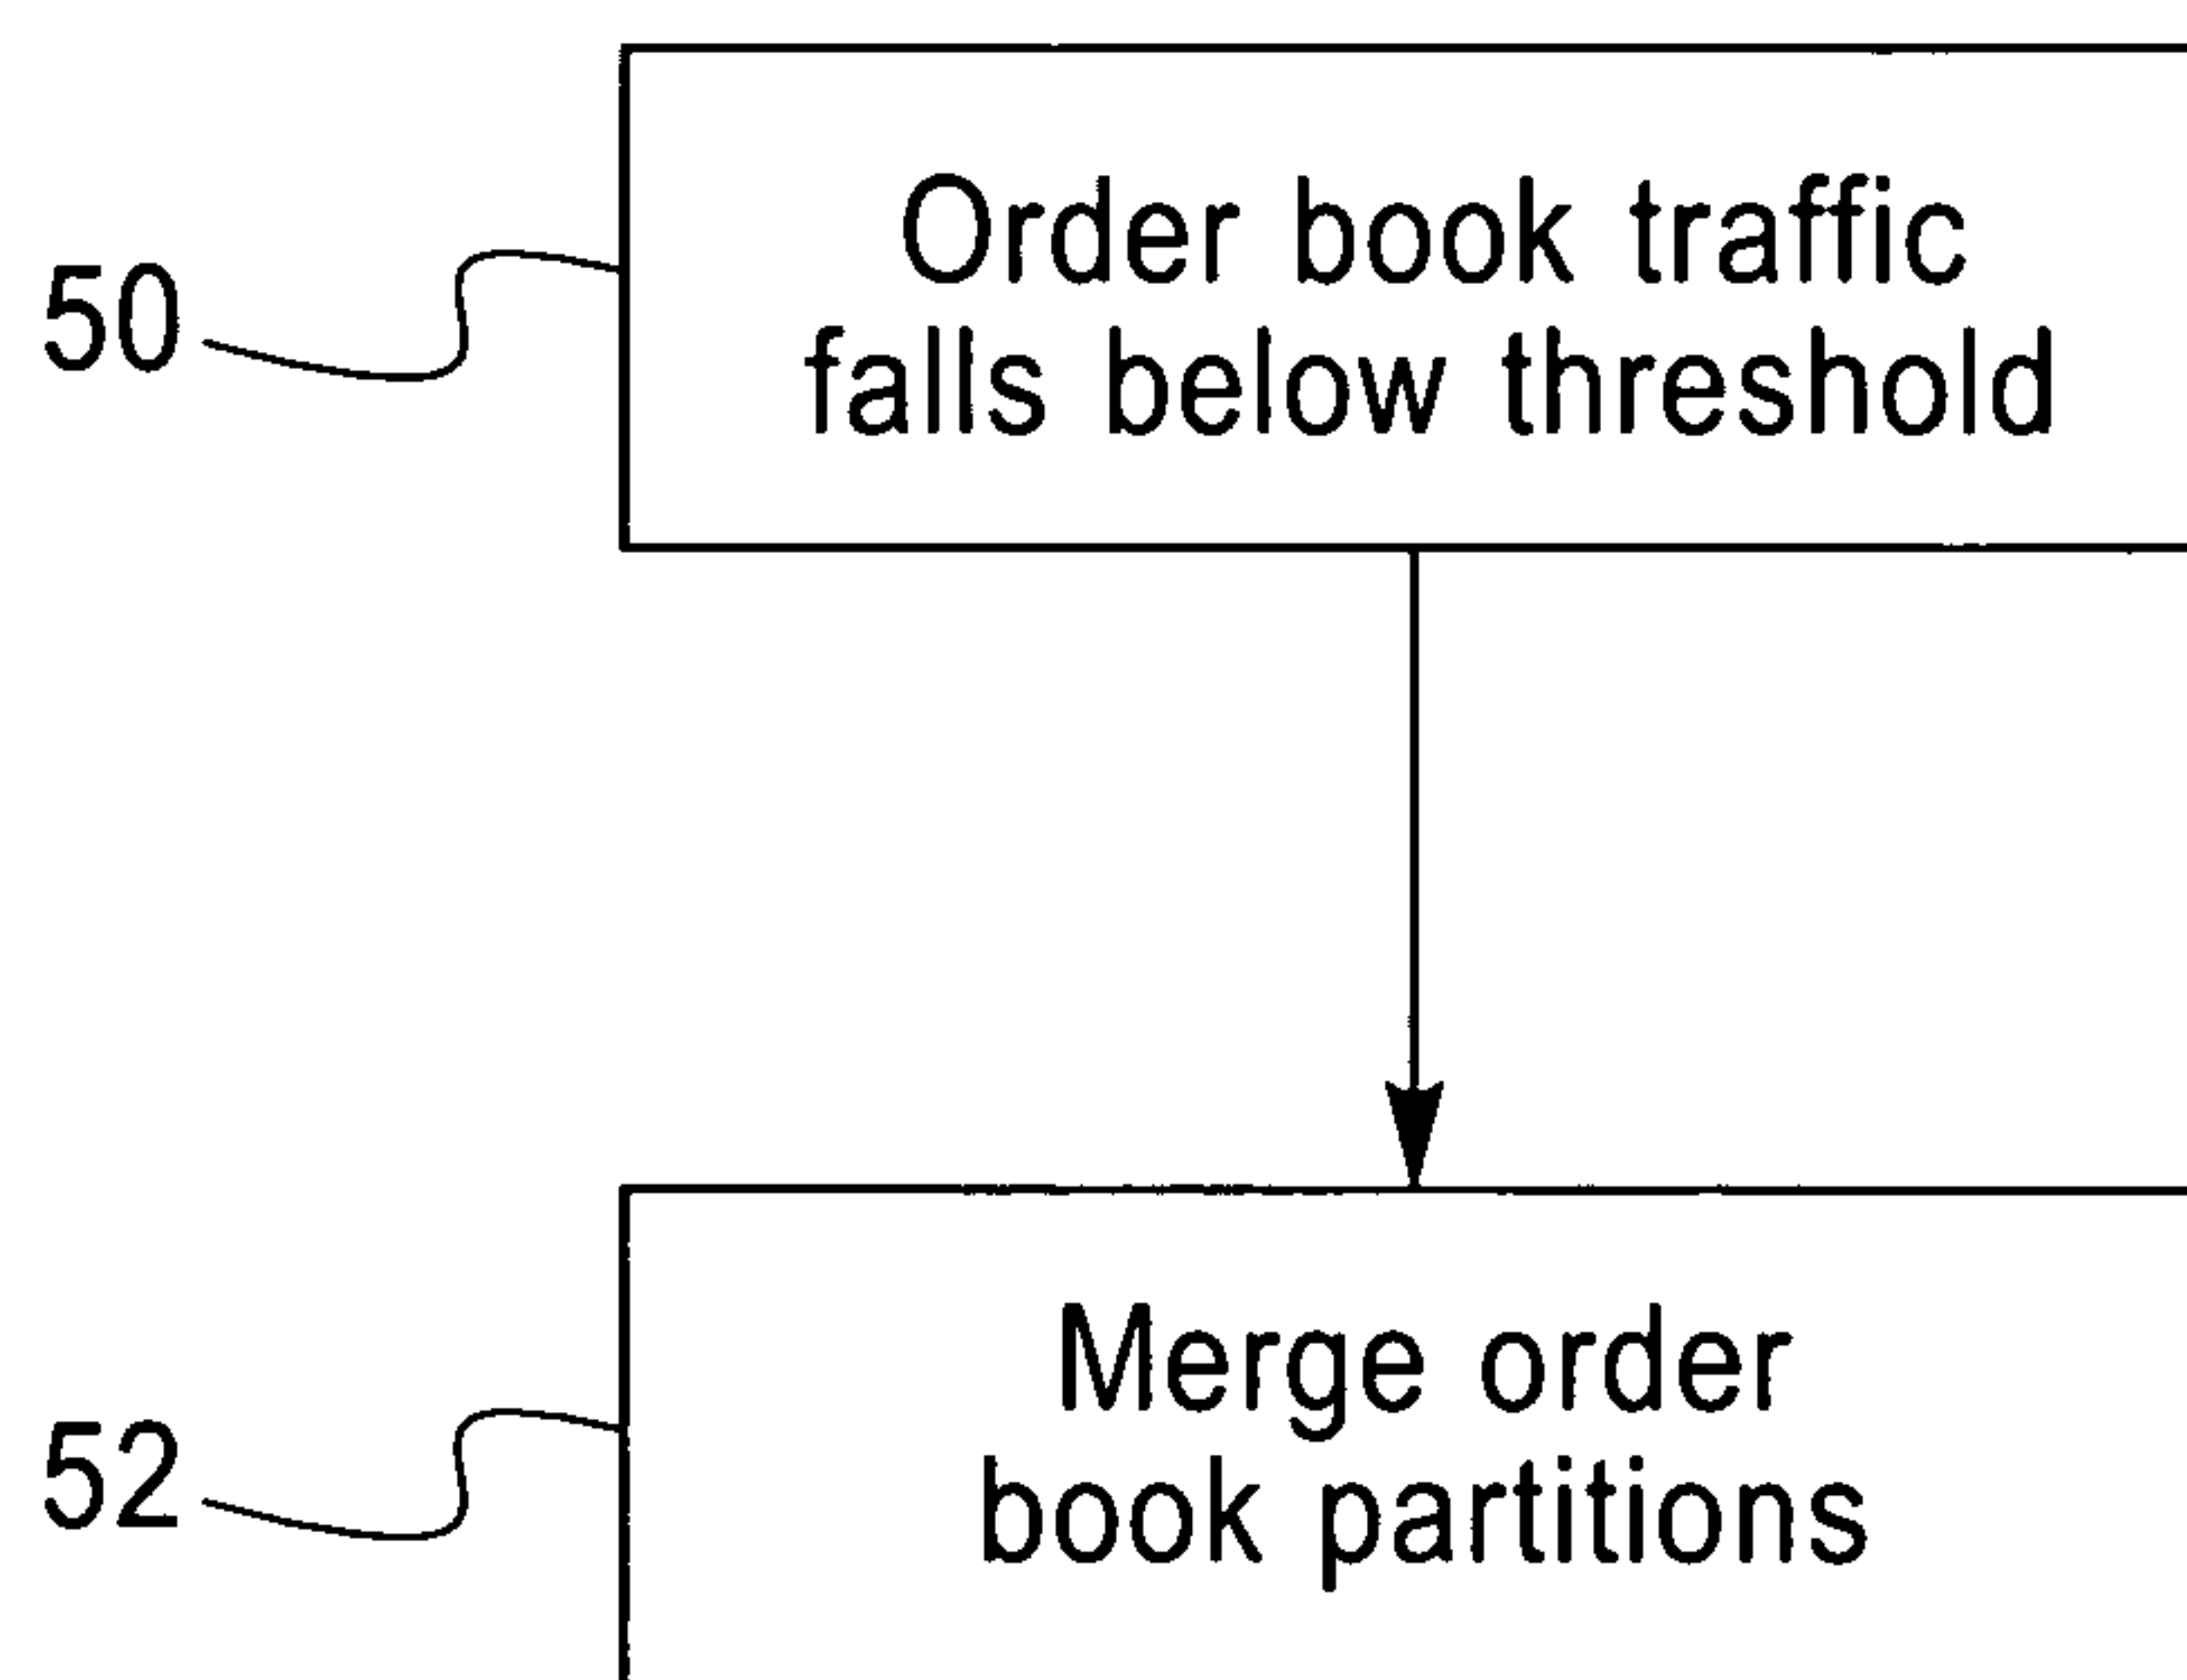 50
Order book traffic
falls below threshold
52
Merge order
book partitions